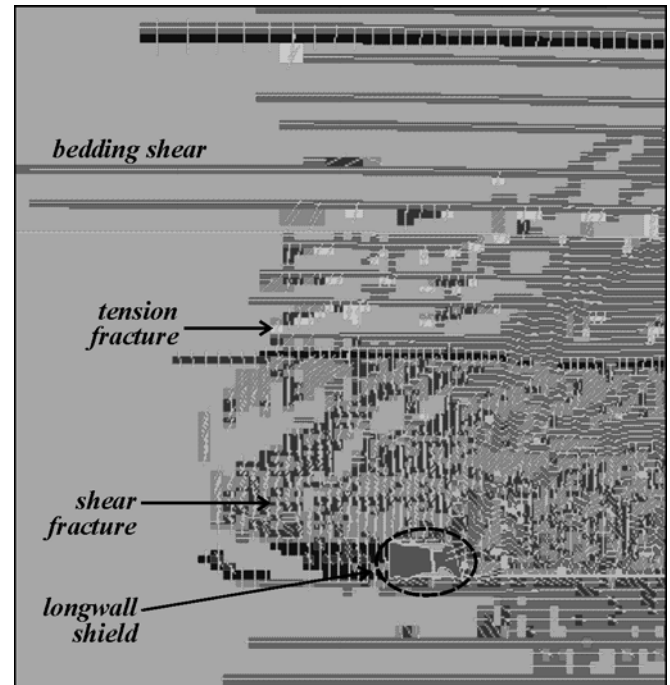 bedding shear
tension
fracture
shear
fracture
longwall
shield